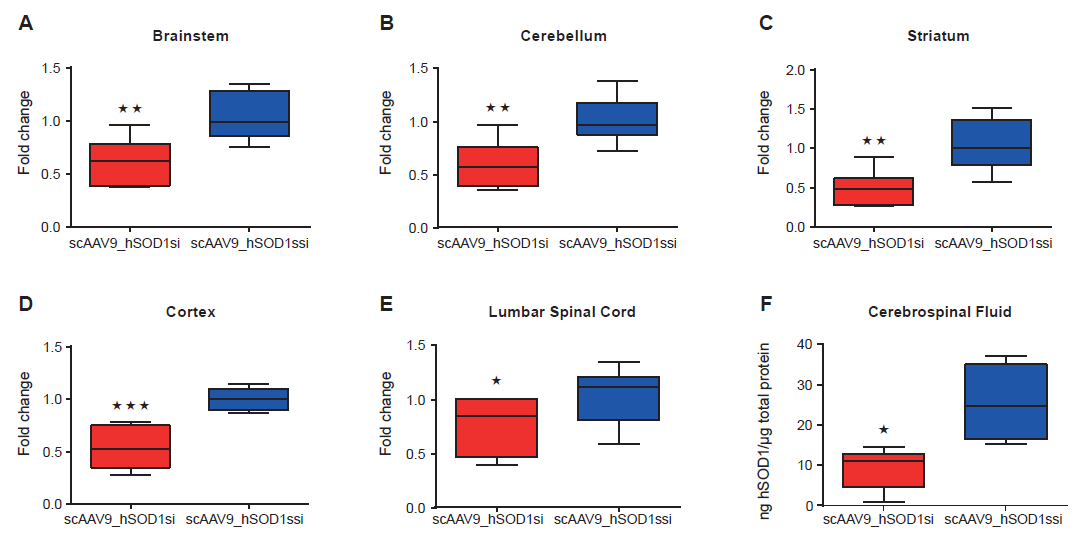 A
Brainstem
Fold change
1.5
1.0
0.5
0.0
★ ★
scAAV9_hSOD1si
scAAV9_hSOD1ssi
B
Cerebellum
Fold change
1.5
1.0
0.5
0.0
★ ★
scAAV9_hSOD1si
scAAV9_hSOD1ssi
C
Striatum
Fold change
2.0
1.5
1.0
0.5
0.0
★ ★
scAAV9_hSOD1si
scAAV9_hSOD1ssi
D
Cortex
Fold change
1.5
1.0
0.5
0.0
★ ★ ★
scAAV9_hSOD1si
scAAV9_hSOD1ssi
E
Lumbar Spinal Cord
Fold change
1.5
1.0
0.5
0.0
★
scAAV9_hSOD1si
scAAV9_hSOD1ssi
F
Cerebrospinal Fluid
ng hSOD1/µg total protein
40
30
20
10
0
★
scAAV9_hSOD1si
scAAV9_hSOD1ssi